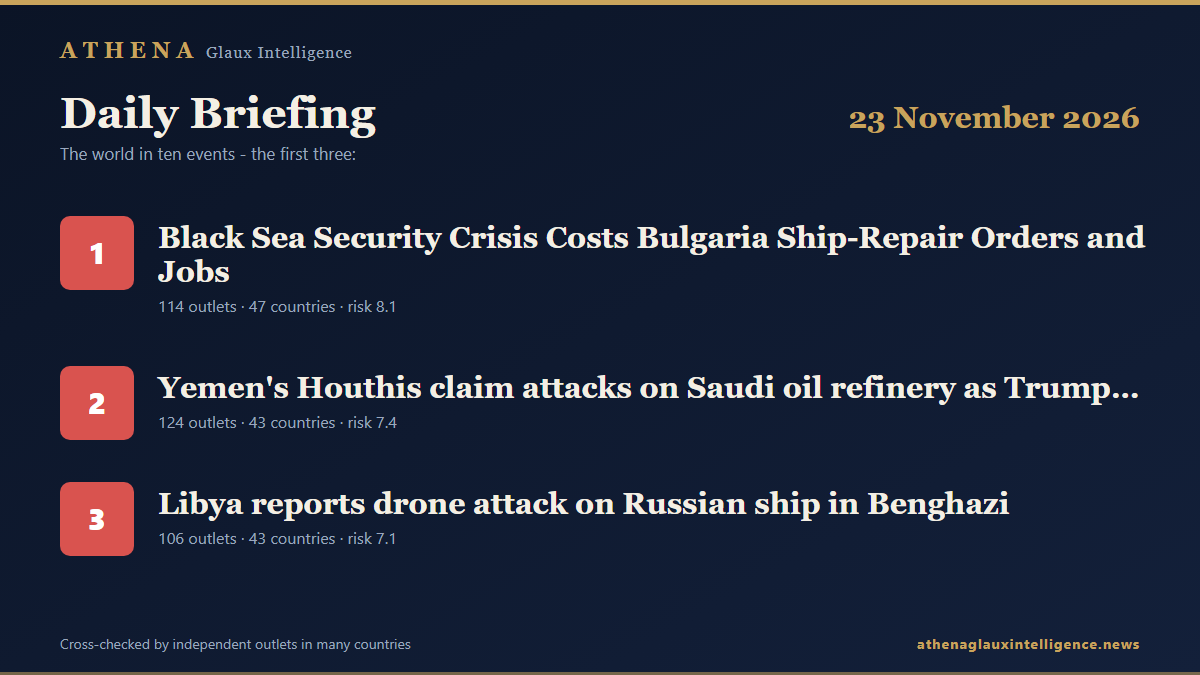 ATHENA Glaux Intelligence
Daily Briefing
23 November 2026
The world in ten events - the first three:
1
Black Sea Security Crisis Costs Bulgaria Ship-Repair Orders and
Jobs
114 outlets · 47 countries · risk 8.1
2
Yemen's Houthis claim attacks on Saudi oil refinery as Trump...
124 outlets · 43 countries · risk 7.4
3
Libya reports drone attack on Russian ship in Benghazi
106 outlets · 43 countries · risk 7.1
Cross-checked by independent outlets in many countries
athenaglauxintelligence.news